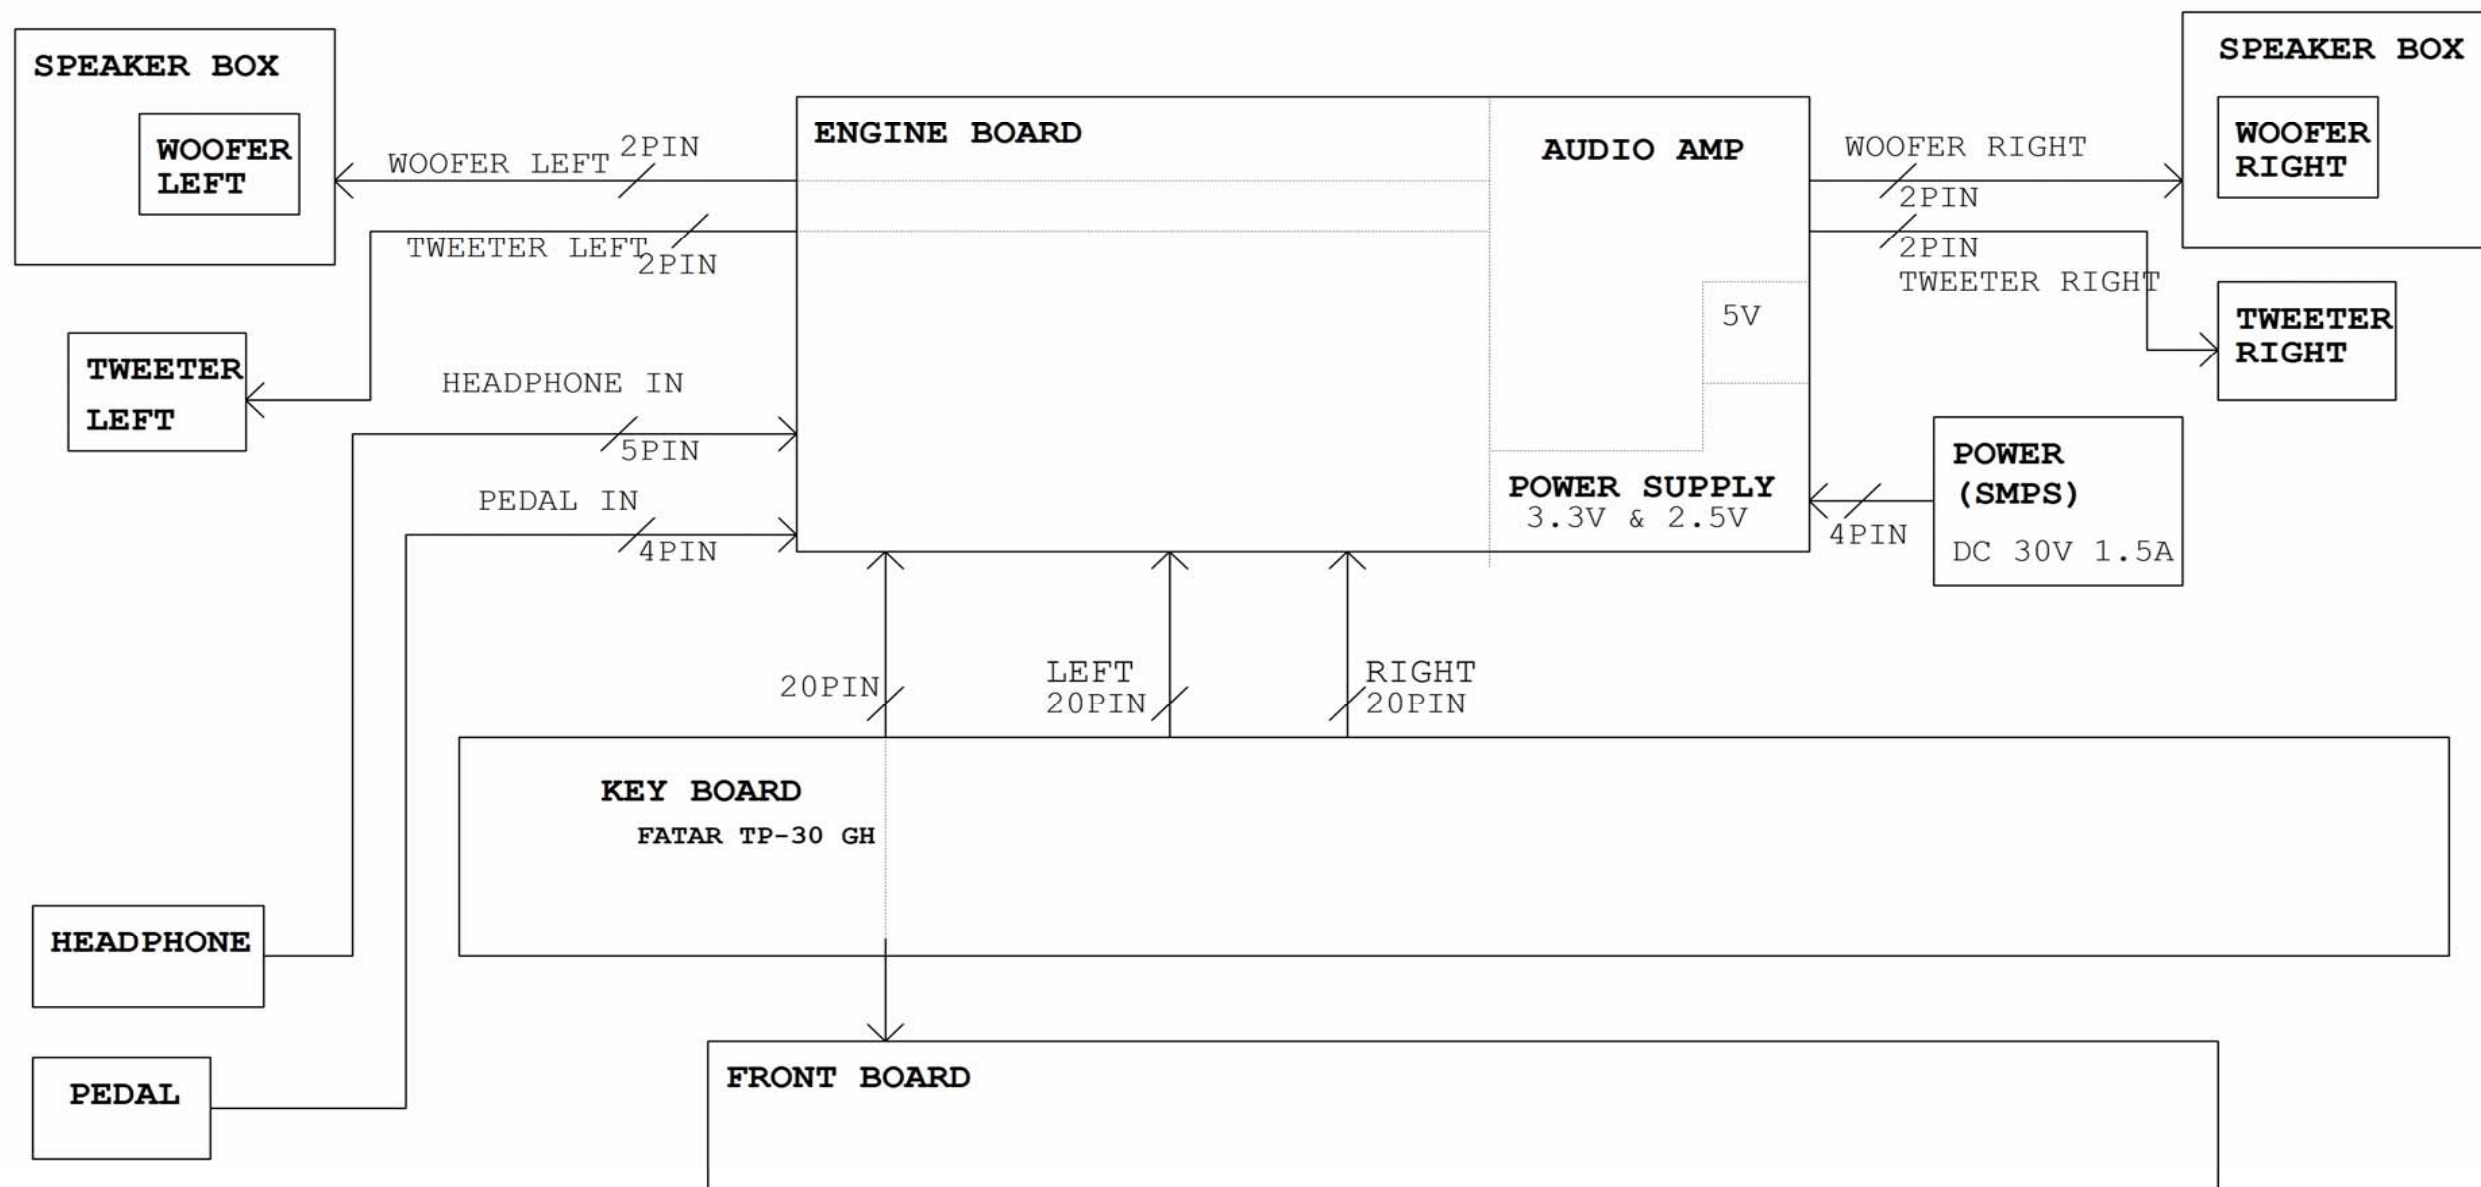 SPEAKER BOX
WOOFER
LEFT
WOOFER LEFT
2PIN
TWEETER LEFT
2PIN
TWEETER
LEFT
HEADPHONE IN
5PIN
PEDAL IN
4PIN
ENGINE BOARD
AUDIO AMP
5V
POWER SUPPLY
3.3V & 2.5V
WOOFER RIGHT
2PIN
2PIN
TWEETER RIGHT
SPEAKER BOX
WOOFER
RIGHT
TWEETER
RIGHT
POWER
(SMPS)
DC 30V 1.5A
4PIN
20PIN
LEFT
20PIN
RIGHT
20PIN
KEY BOARD
FATAR TP-30 GH
HEADPHONE
PEDAL
FRONT BOARD